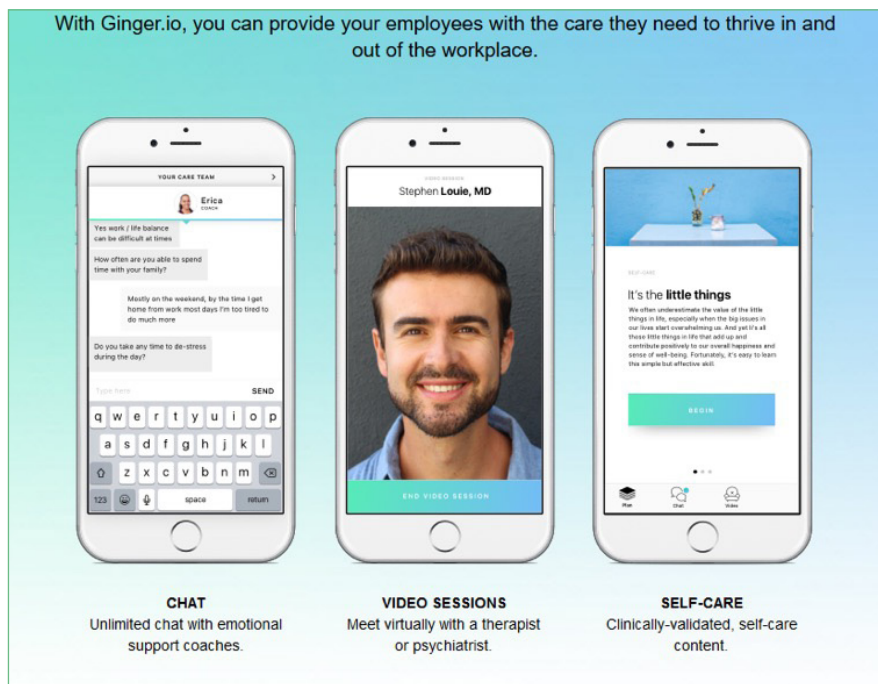 With Ginger.io, you can provide your employees with the care they need to thrive in and
out of the workplace.
YOUR CARE TEAM >
Erica
COACH
Yes work / life balance
can be difficult at times
How often are you able to spend
time with your family?
Mostly on the weekend, by the time I get
home from work most days I'm too tired to
do much more
Do you take any time to de-stress
during the day?
Type here SEND
q w e r t y u i o p
a s d f g h j k l
z x c v b n m
123 space return
CHAT
Unlimited chat with emotional
support coaches.
VIDEO SESSION
Stephen Louie, MD
END VIDEO SESSION
VIDEO SESSIONS
Meet virtually with a therapist
or psychiatrist.
SELF-CARE
It's the little things
We often underestimate the value of the little
things in life, especially when the big issues in
our lives start overwhelming us. And yet it's all
these little things in life that add up and
contribute positively to our overall happiness and
sense of well-being. Fortunately, it's easy to learn
this simple but effective skill.
BEGIN
Plan Chat Video
SELF-CARE
Clinically-validated, self-care
content.